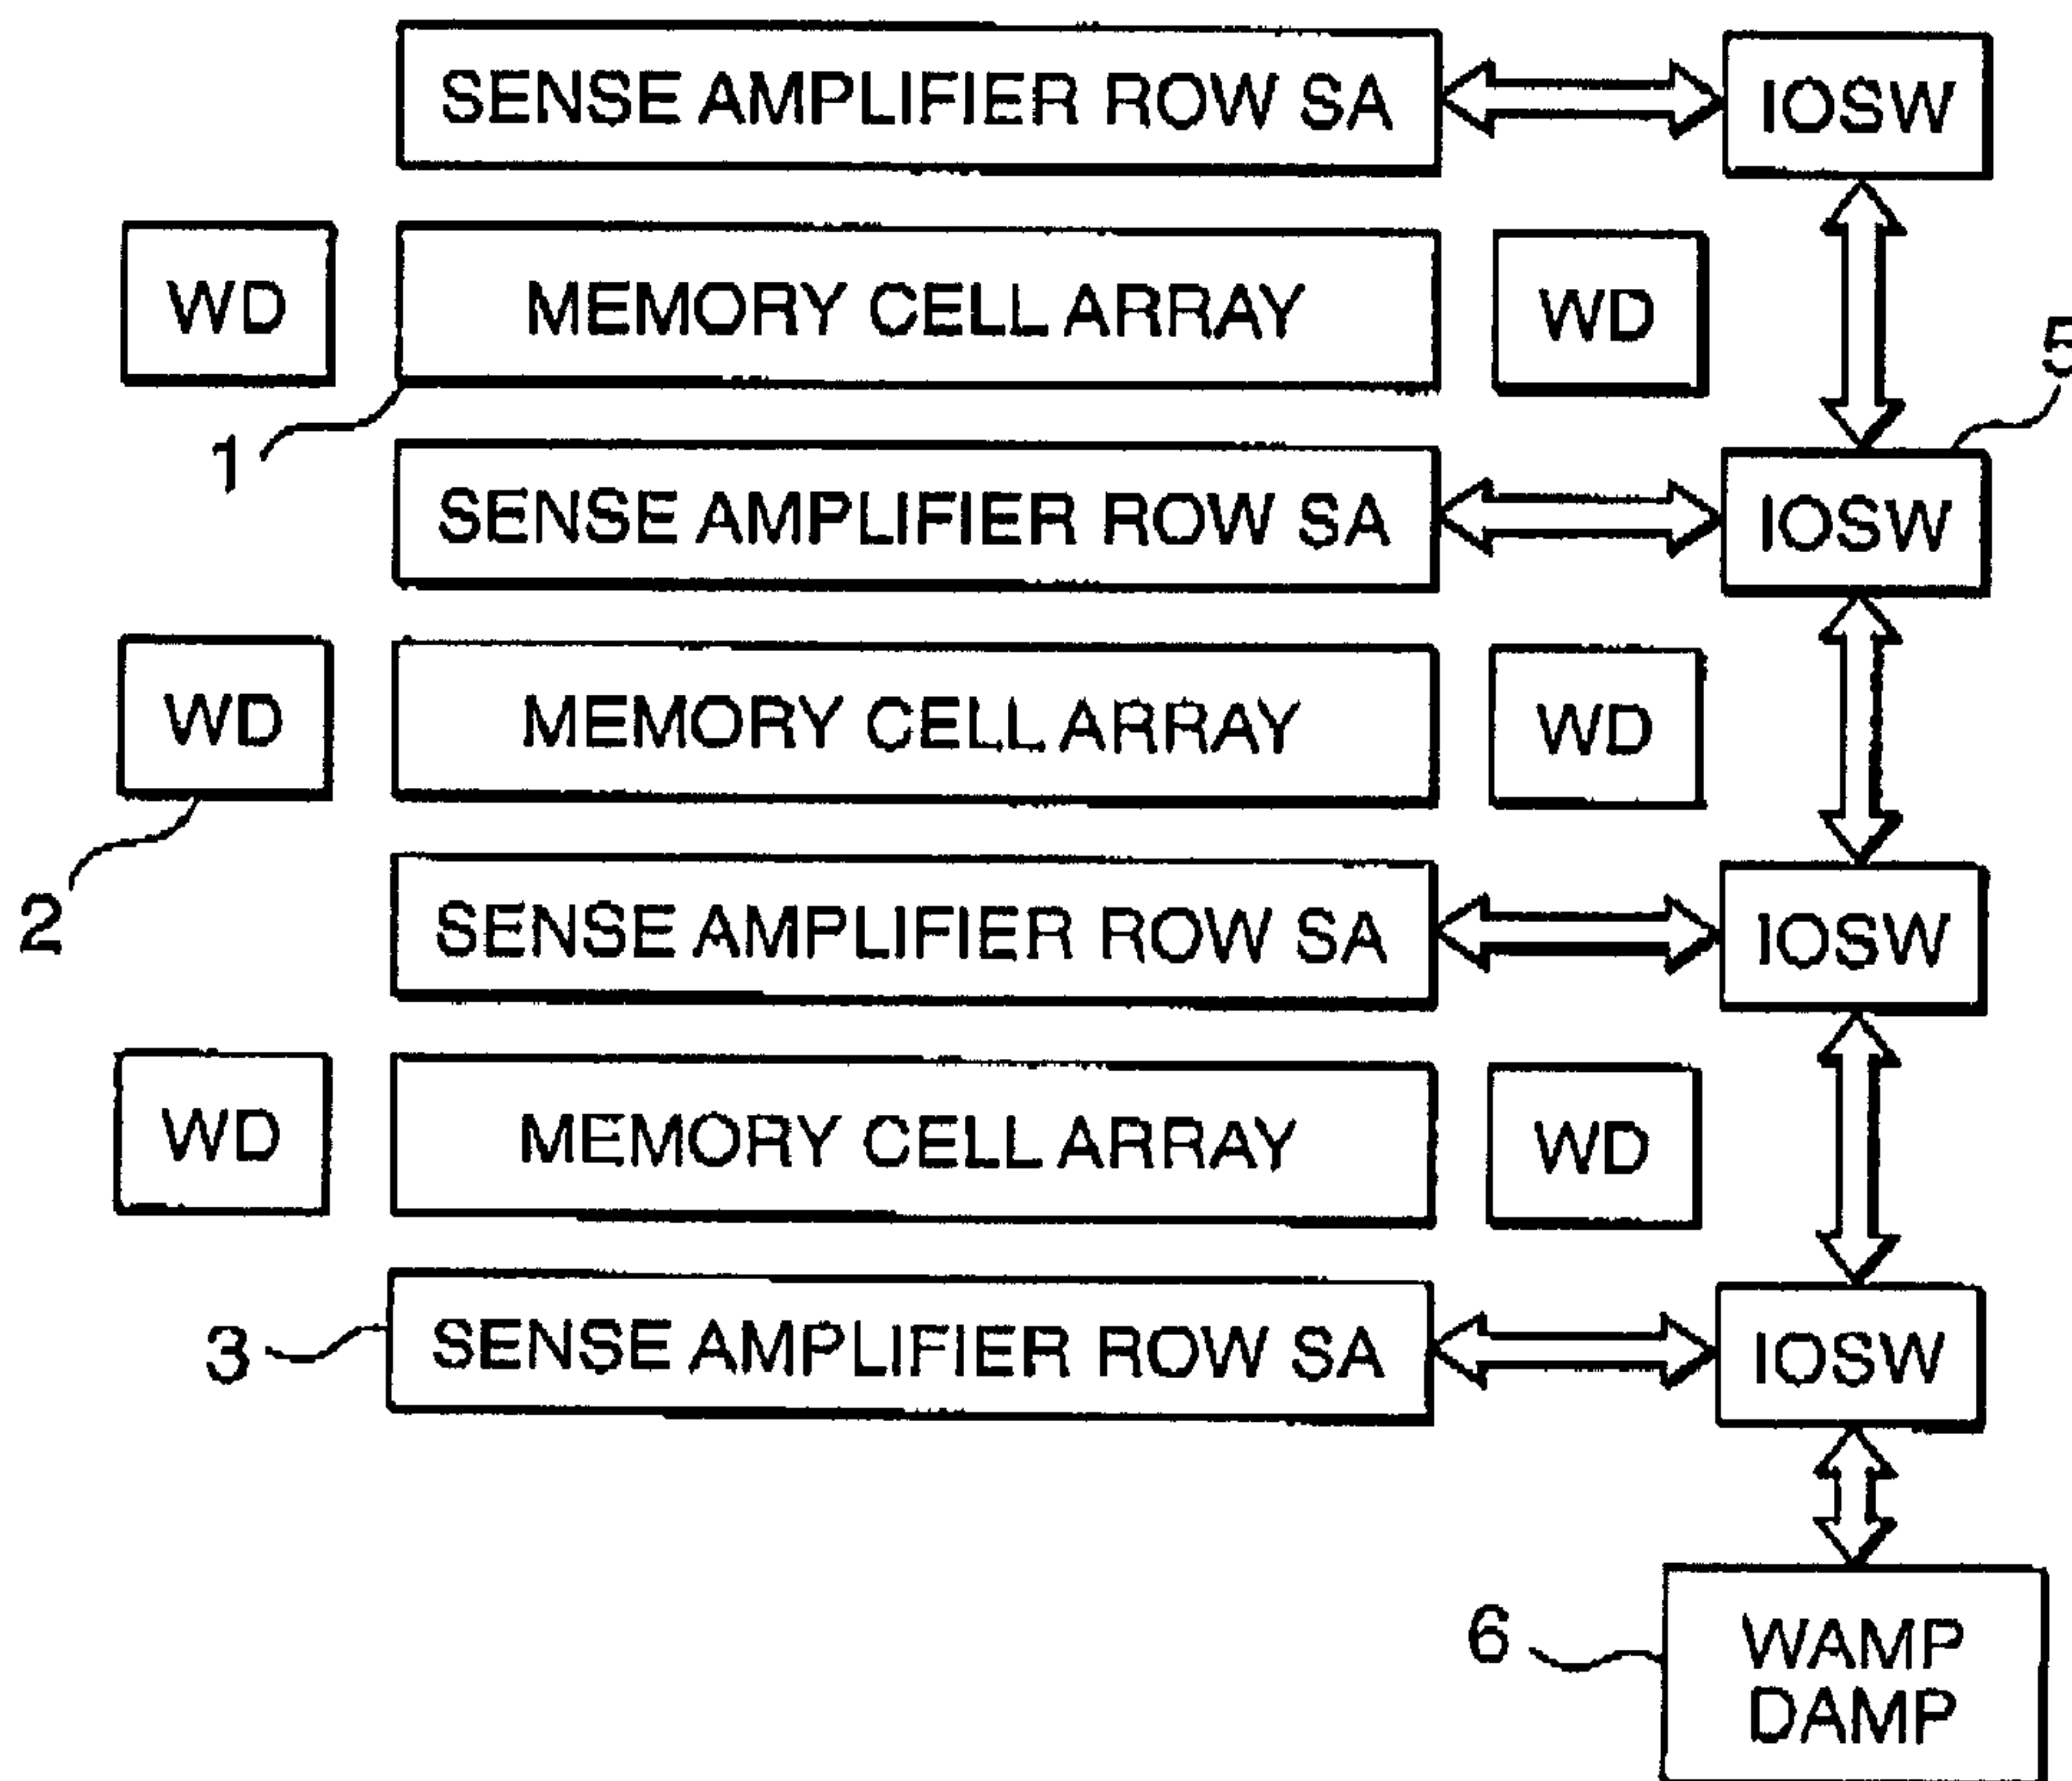 SENSE AMPLIFIER ROW SA
IOSW
WD
MEMORY CELL ARRAY
WD
5
1
SENSE AMPLIFIER ROW SA
IOSW
WD
MEMORY CELL ARRAY
WD
2
SENSE AMPLIFIER ROW SA
IOSW
WD
MEMORY CELL ARRAY
WD
3
SENSE AMPLIFIER ROW SA
IOSW
6
WAMP
DAMP